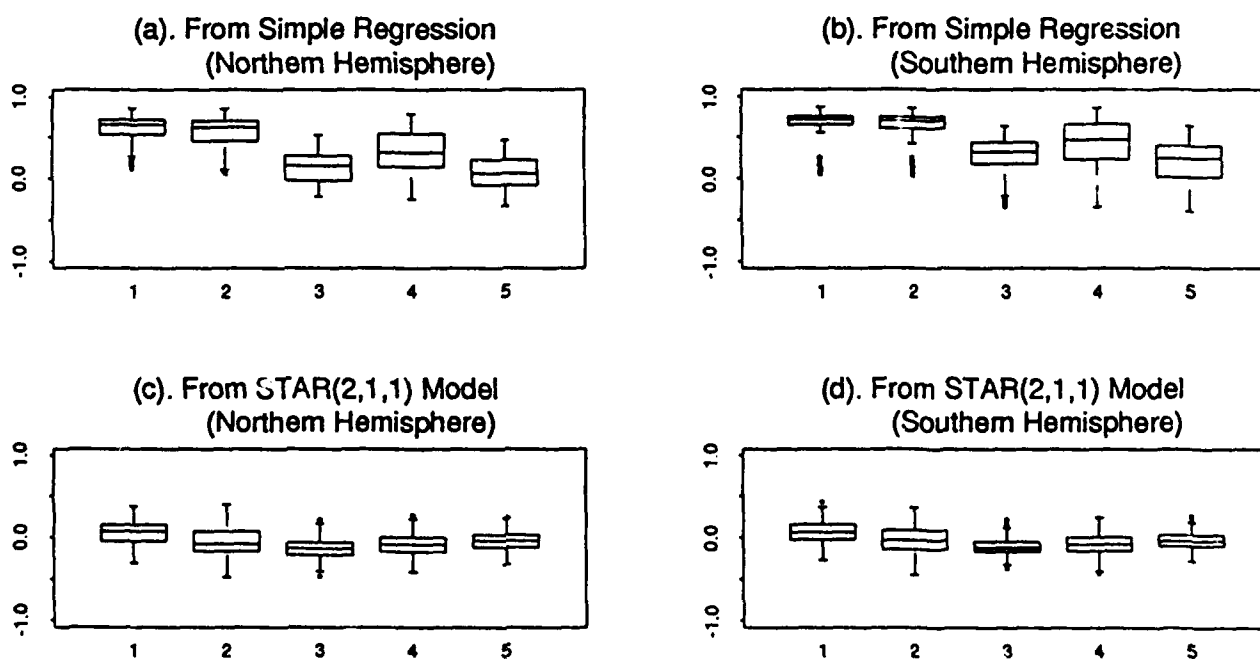 (a). From Simple Regression
(Northern Hemisphere)
1.0
0.0
-1.0
1 2 3 4 5
(b). From Simple Regression
(Southern Hemisphere)
1.0
0.0
-1.0
1 2 3 4 5
(c). From STAR(2,1,1) Model
(Northern Hemisphere)
1.0
0.0
-1.0
1 2 3 4 5
(d). From STAR(2,1,1) Model
(Southern Hemisphere)
1.0
0.0
-1.0
1 2 3 4 5